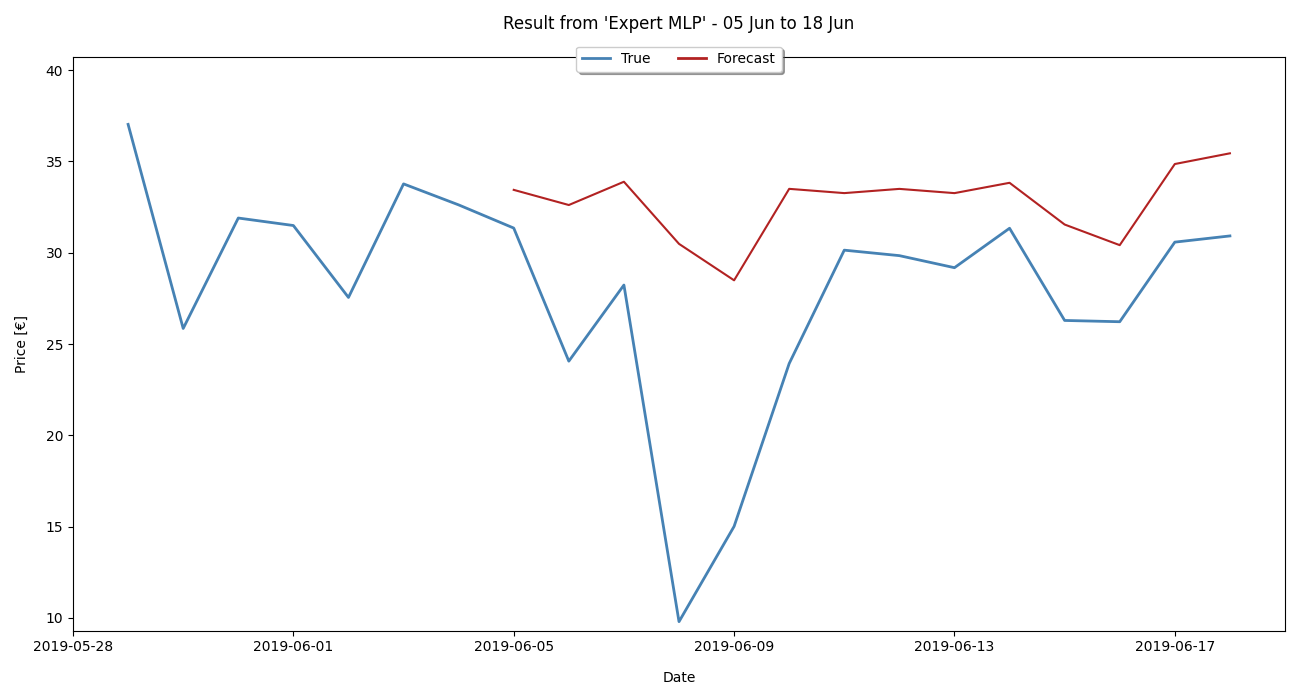 Result from 'Expert MLP' - 05 Jun to 18 Jun
True Forecast
40
35
30
25
20
15
10
Price [€]
2019-05-28 2019-06-01 2019-06-05 2019-06-09 2019-06-13 2019-06-17
Date